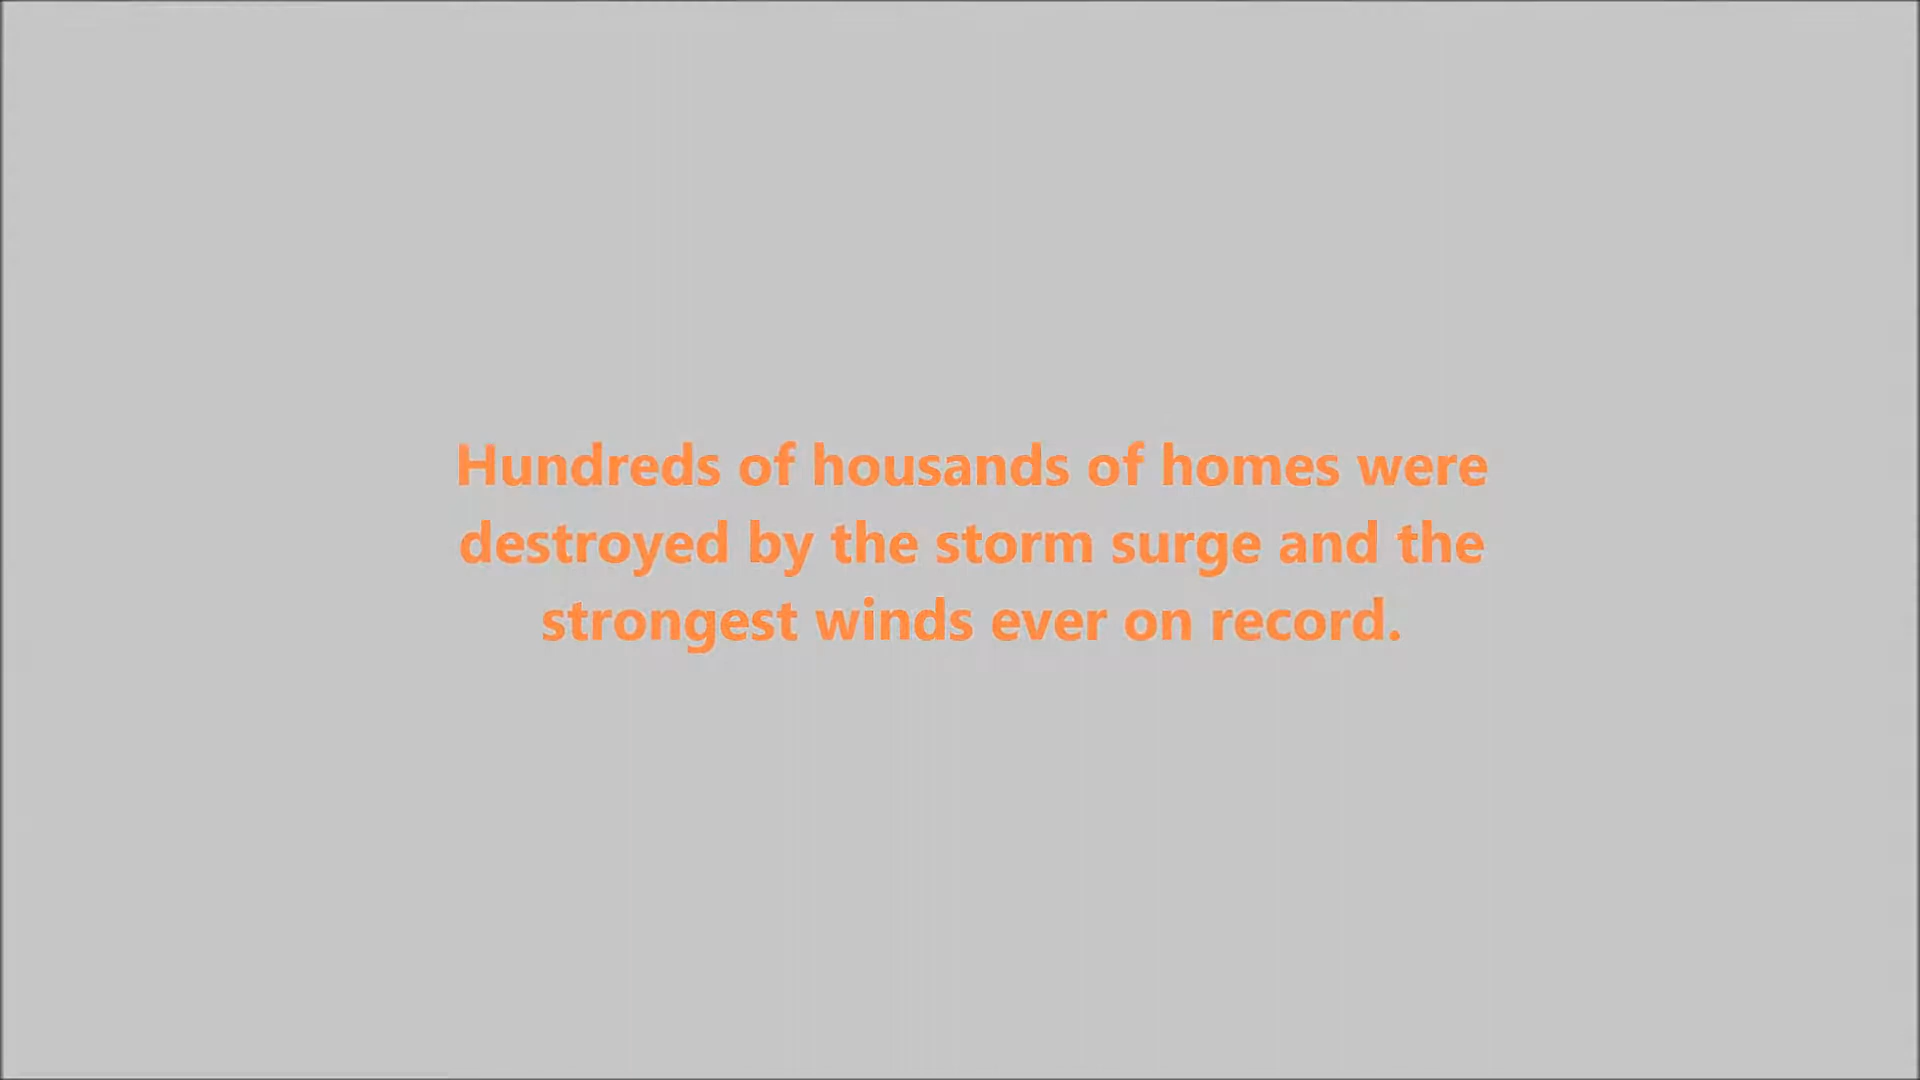 Hundreds of housands of homes were
destroyed by the storm surge and the
strongest winds ever on record.